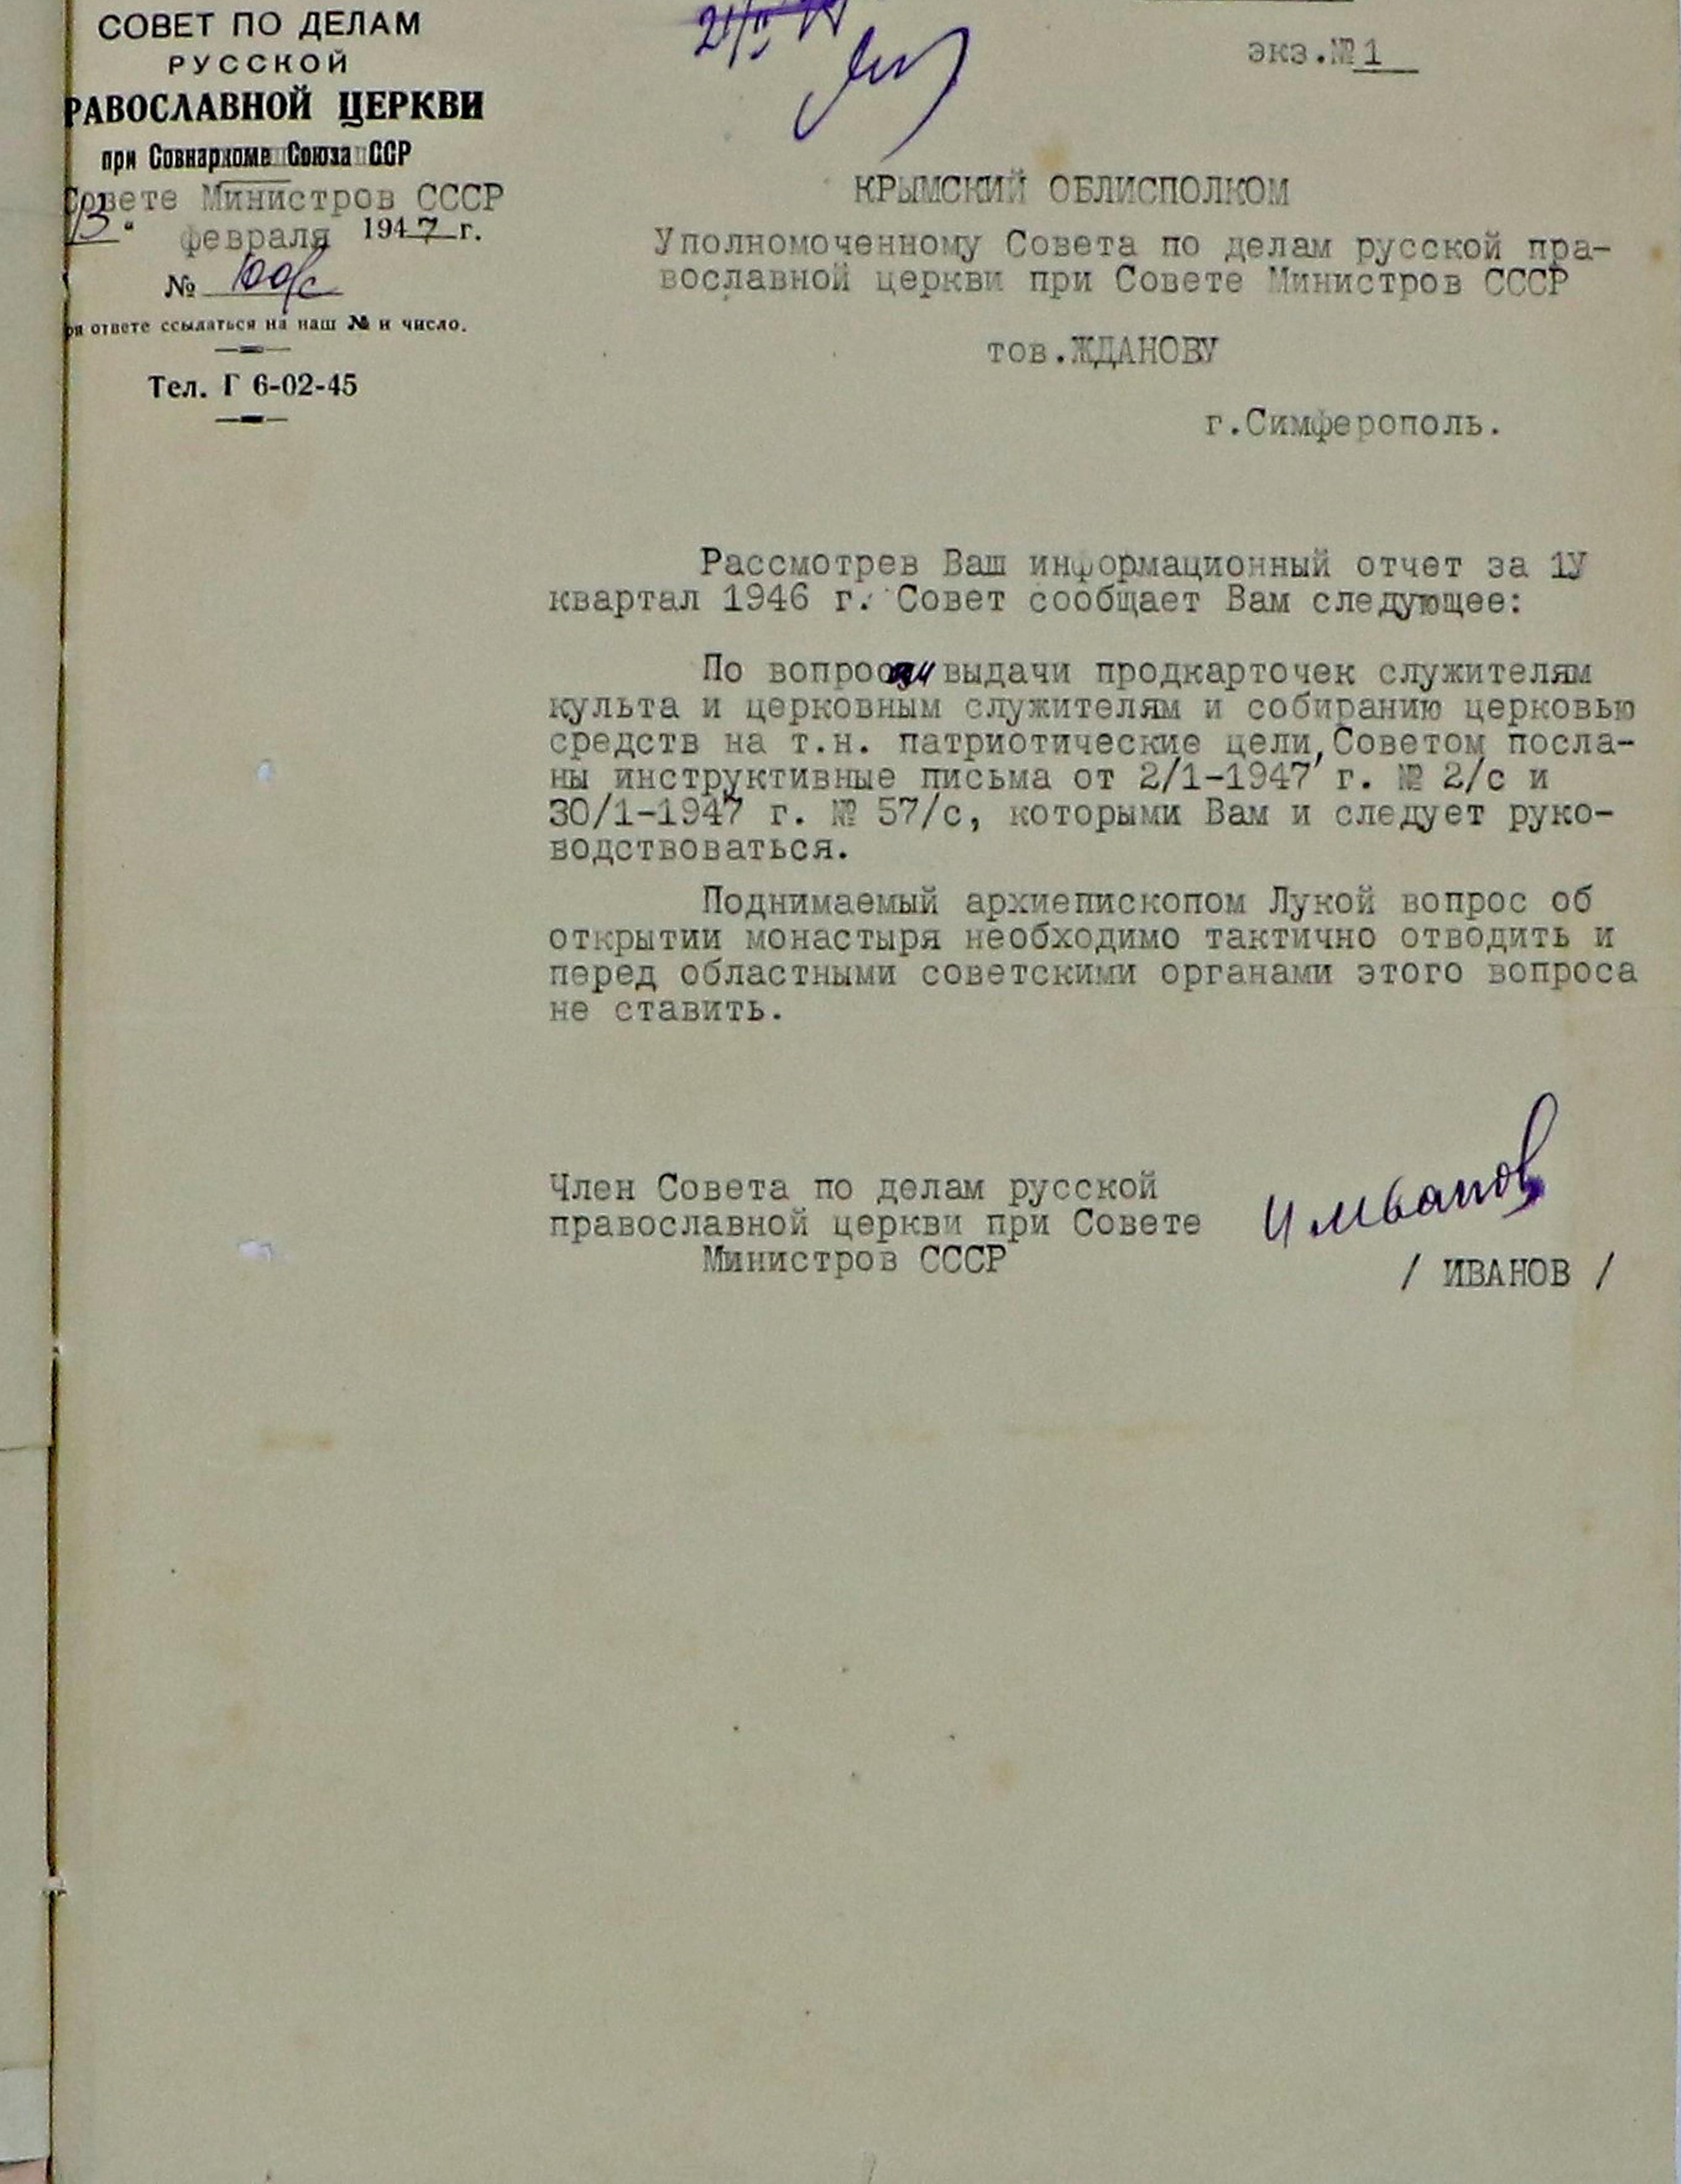 СОВЕТ ПО ДЕЛАМ
РУССКОЙ
РАВОСЛАВНОЙ ЦЕРКВИ
при Совнаркоме Союза ССР
Совете Министров СССР
13 " февраля 1947 г.
№
ри ответе ссылаться на наш № и число.
Тел. Г 6-02-45
экз.№ 1
КРЫМСКИЙ ОБЛИСПОЛКОМ
Уполномоченному Совета по делам русской пра-
вославной церкви при Совете Министров СССР
тов.ЖДАНОВУ
г.Симферополь.
Рассмотрев Ваш информационный отчет за 1У
квартал 1946 г. Совет сообщает Вам следующее:
По вопросам выдачи продкарточек служителям
культа и церковным служителям и собиранию церковью
средств на т.н. патриотические цели, Советом посла-
ны инструктивные письма от 2/1-1947 г. № 2/с и
30/1-1947 г. № 57/с, которыми Вам и следует руко-
водствоваться.
Поднимаемый архиепископом Лукой вопрос об
открытии монастыря необходимо тактично отводить и
перед областными советскими органами этого вопроса
не ставить.
Член Совета по делам русской
православной церкви при Совете
Министров СССР
Иванов
/ ИВАНОВ /